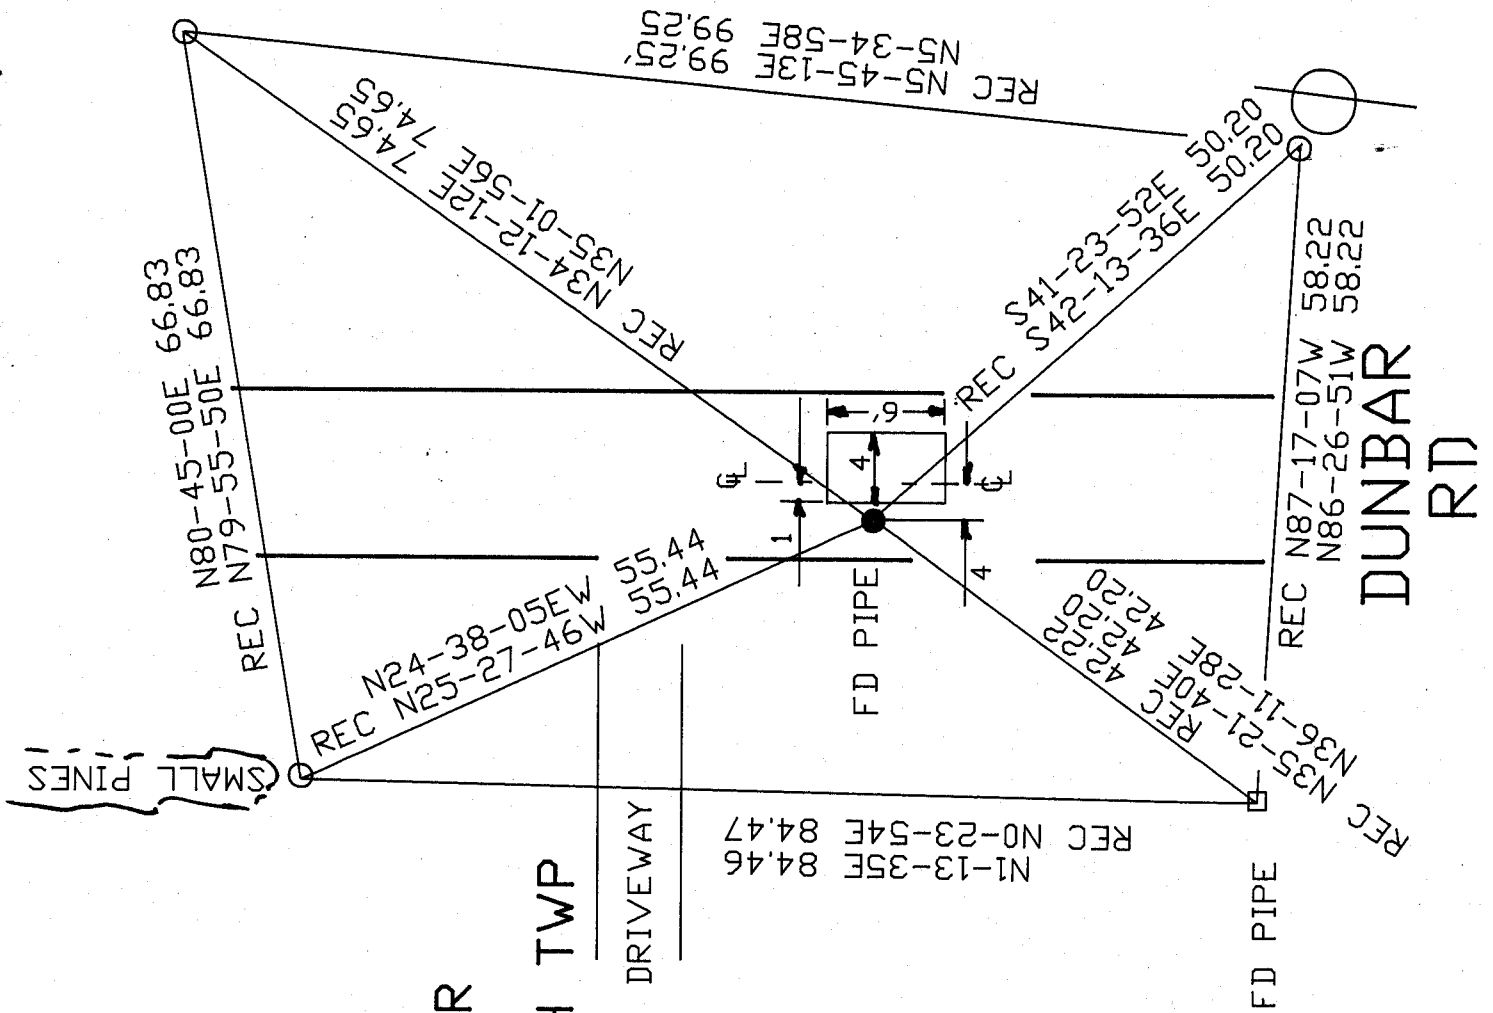 N5-34-58E 99.25
REC N5-45-13E 99.25'
REC N34-12-12E 74.65
N35-01-56E 74.65
N80-45-00E 66.83
REC N79-55-50E 66.83
S41-23-52E 50.20
REC S42-13-36E 50.20
6'
4
℄
℄
1
4
N24-38-05EW 55.44
REC N25-27-46W 55.44
FD PIPE
REC N87-17-07W 58.22
N86-26-51W 58.22
DUNBAR
RD
42.22
REC 42.20
N35-21-40E 42.20
REC N36-11-28E
SMALL PINES
REC N0-23-54E 84.47
N1-13-35E 84.46
DRIVEWAY
TWP
R
FD PIPE